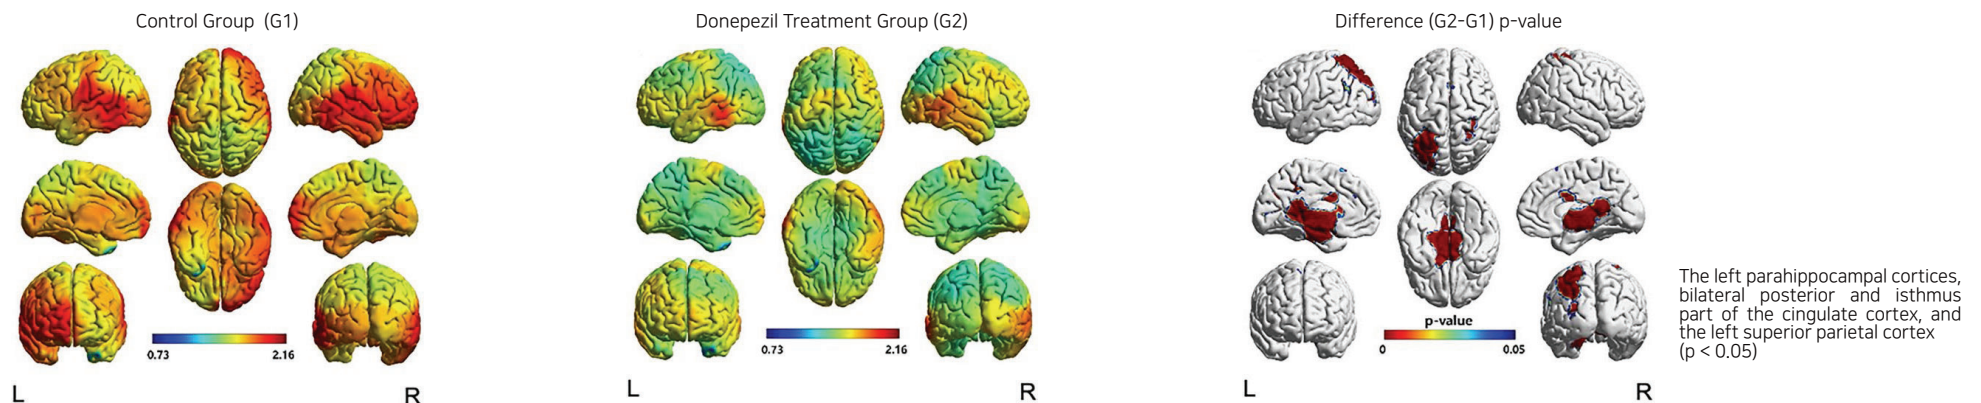 Control Group (G1)
0.73 2.16
L R
Donepezil Treatment Group (G2)
0.73 2.16
L R
Difference (G2-G1) p-value
p-value
0 0.05
L R
The left parahippocampal cortices,
bilateral posterior and isthmus
part of the cingulate cortex, and
the left superior parietal cortex
(p < 0.05)